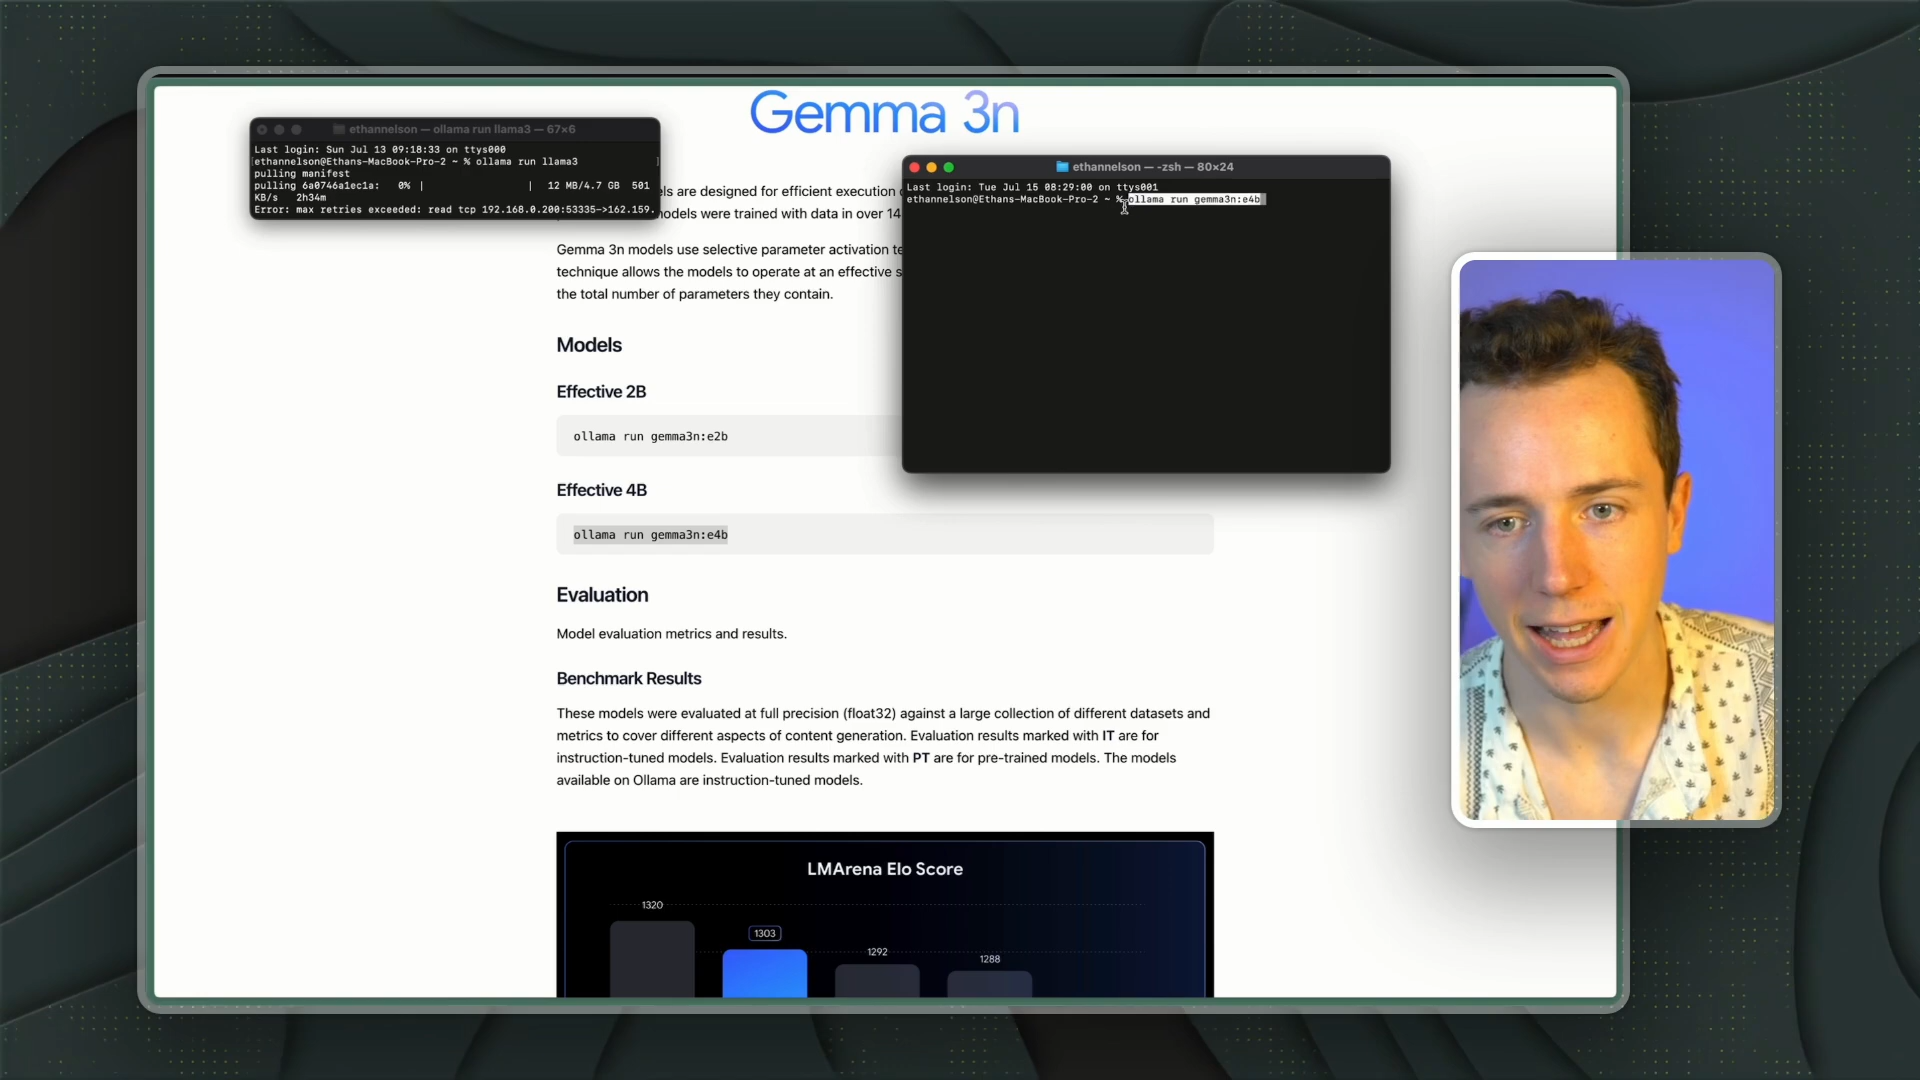 Gemma 3n
ethannelson — ollama run llama3 — 67×6
Last login: Sun Jul 13 09:18:33 on ttys000
[ethannelson@Ethans-MacBook-Pro-2 ~ % ollama run llama3 ]
pulling manifest
pulling 6a0746a1ec1a: 0% | | 12 MB/4.7 GB 501
KB/s 2h34m
Error: max retries exceeded: read tcp 192.168.0.200:53335->162.159.
ethannelson — -zsh — 80×24
Last login: Tue Jul 15 08:29:00 on ttys001
ethannelson@Ethans-MacBook-Pro-2 ~ % ollama run gemma3n:e4b
are designed for efficient execution
models were trained with data in over 14
Gemma 3n models use selective parameter activation
technique allows the models to operate at an effective
the total number of parameters they contain.
Models
Effective 2B
ollama run gemma3n:e2b
Effective 4B
ollama run gemma3n:e4b
Evaluation
Model evaluation metrics and results.
Benchmark Results
These models were evaluated at full precision (float32) against a large collection of different datasets and
metrics to cover different aspects of content generation. Evaluation results marked with IT are for
instruction-tuned models. Evaluation results marked with PT are for pre-trained models. The models
available on Ollama are instruction-tuned models.
LMArena Elo Score
1320
1303
1292
1288